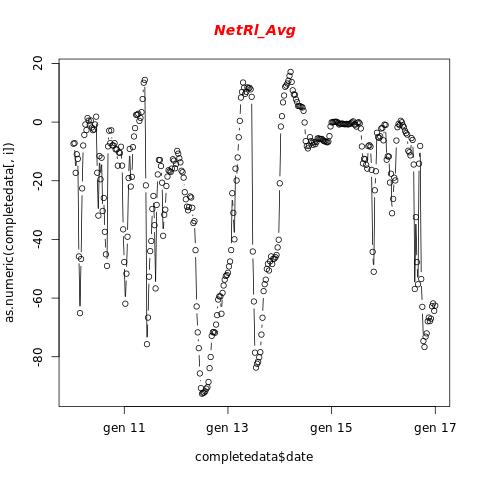 NetRl_Avg
as.numeric(completedata[, i])
20
0
-20
-40
-60
-80
gen 11
gen 13
gen 15
gen 17
completedata$date